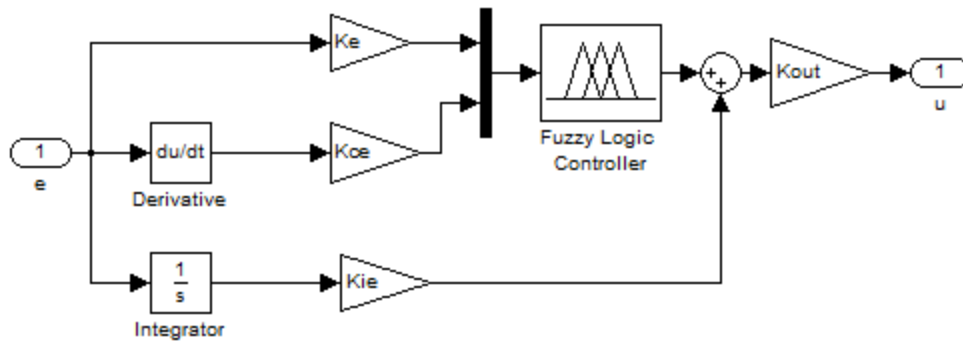 Ke
1
e
du/dt
Derivative
Kce
1
s
Integrator
Kie
Fuzzy Logic
Controller
+
+
Kout
1
u